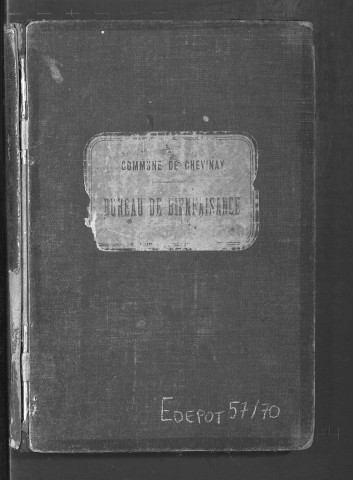 COMMUNE DE CHEVINAY
BUREAU DE BIENFAISANCE
EDEPOT 57/70